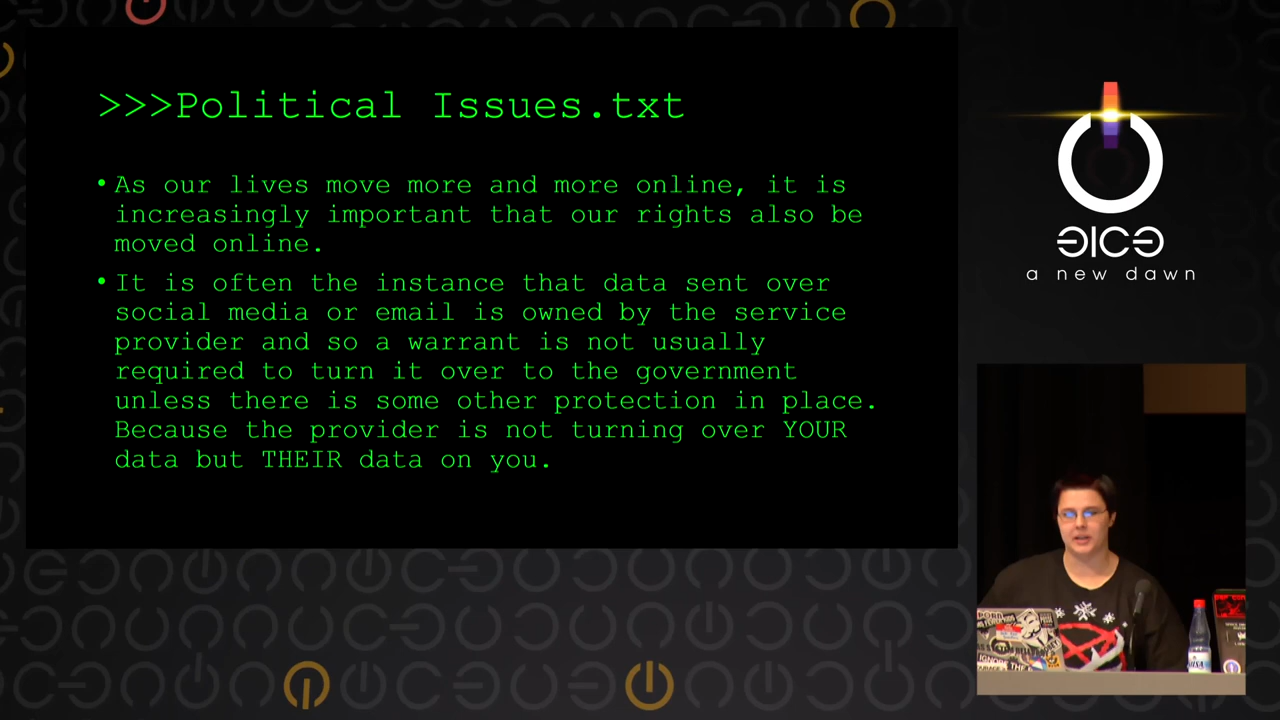 >>>Political Issues.txt
• As our lives move more and more online, it is
increasingly important that our rights also be
moved online.
• It is often the instance that data sent over
social media or email is owned by the service
provider and so a warrant is not usually
required to turn it over to the government
unless there is some other protection in place.
Because the provider is not turning over YOUR
data but THEIR data on you.
a new dawn
IGNORE THE